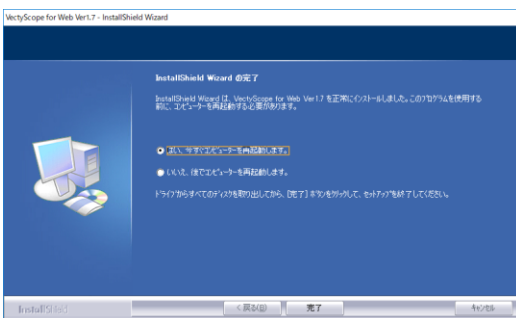 VectyScope for Web Ver1.7 - InstallShield Wizard
InstallShield Wizard の完了
InstallShield Wizard は、VectyScope for Web Ver1.7 を正常にインストールしました。このプログラムを使用する
前に、コンピューターを再起動する必要があります。
はい、今すぐコンピューターを再起動します。
いいえ、後でコンピューターを再起動します。
ドライブからすべてのディスクを取り出してから、[完了] ボタンをクリックして、セットアップを終了してください。
InstallShield
< 戻る(B)
完了
キャンセル